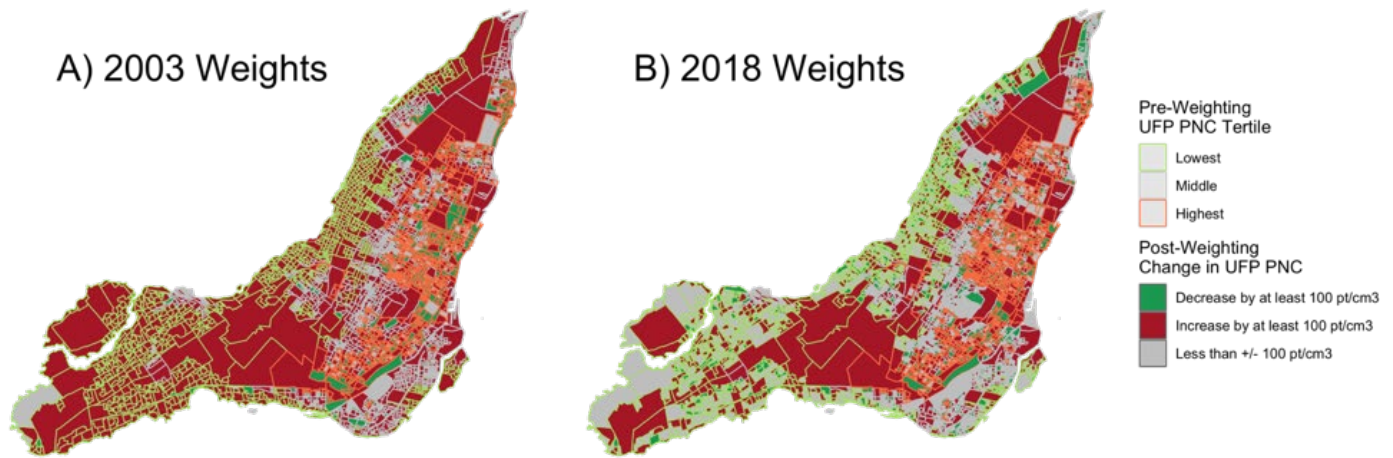 A) 2003 Weights
B) 2018 Weights
Pre-Weighting
UFP PNC Tertile
Lowest
Middle
Highest
Post-Weighting
Change in UFP PNC
Decrease by at least 100 pt/cm3
Increase by at least 100 pt/cm3
Less than +/- 100 pt/cm3